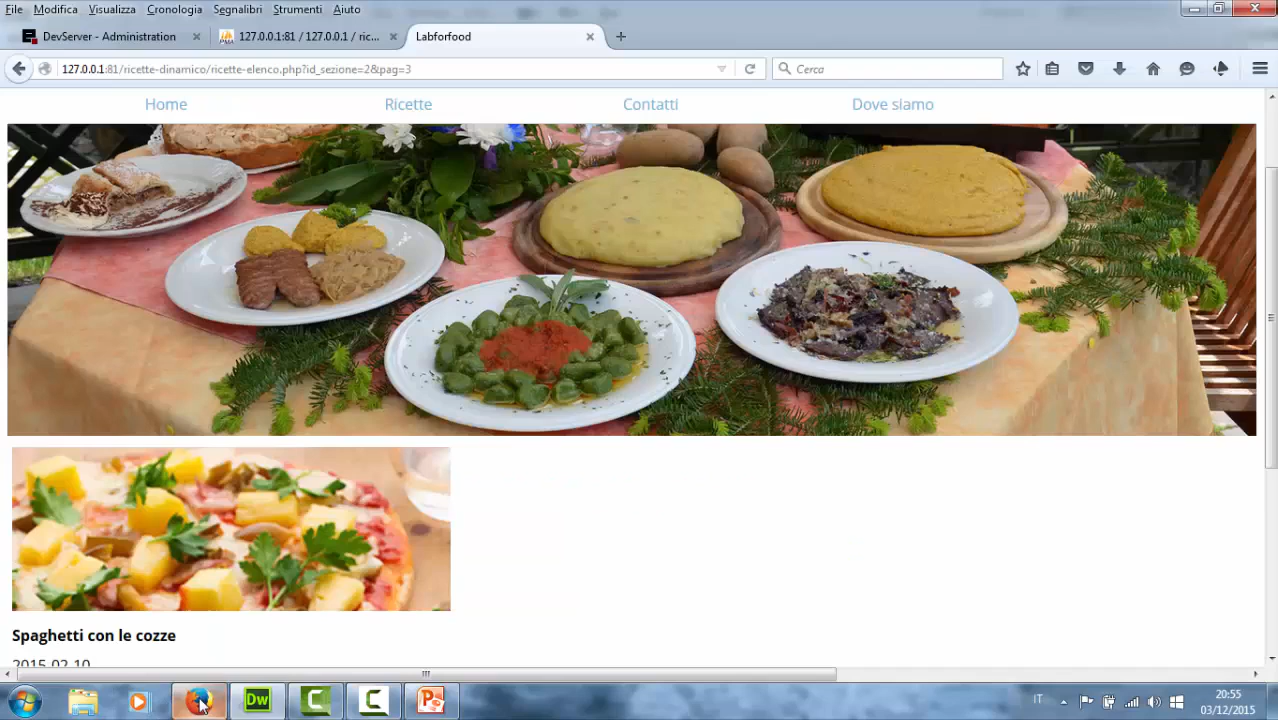 File Modifica Visualizza Cronologia Segnalibri Strumenti Aiuto
DevServer - Administration × 127.0.0.1:81 / 127.0.0.1 / ric... × Labforfood ×
127.0.0.1:81/ricette-dinamico/ricette-elenco.php?id_sezione=2&pag=3 Cerca
Home Ricette Contatti Dove siamo
Spaghetti con le cozze
2015-02-10
Dw IT 20:55
03/12/2015